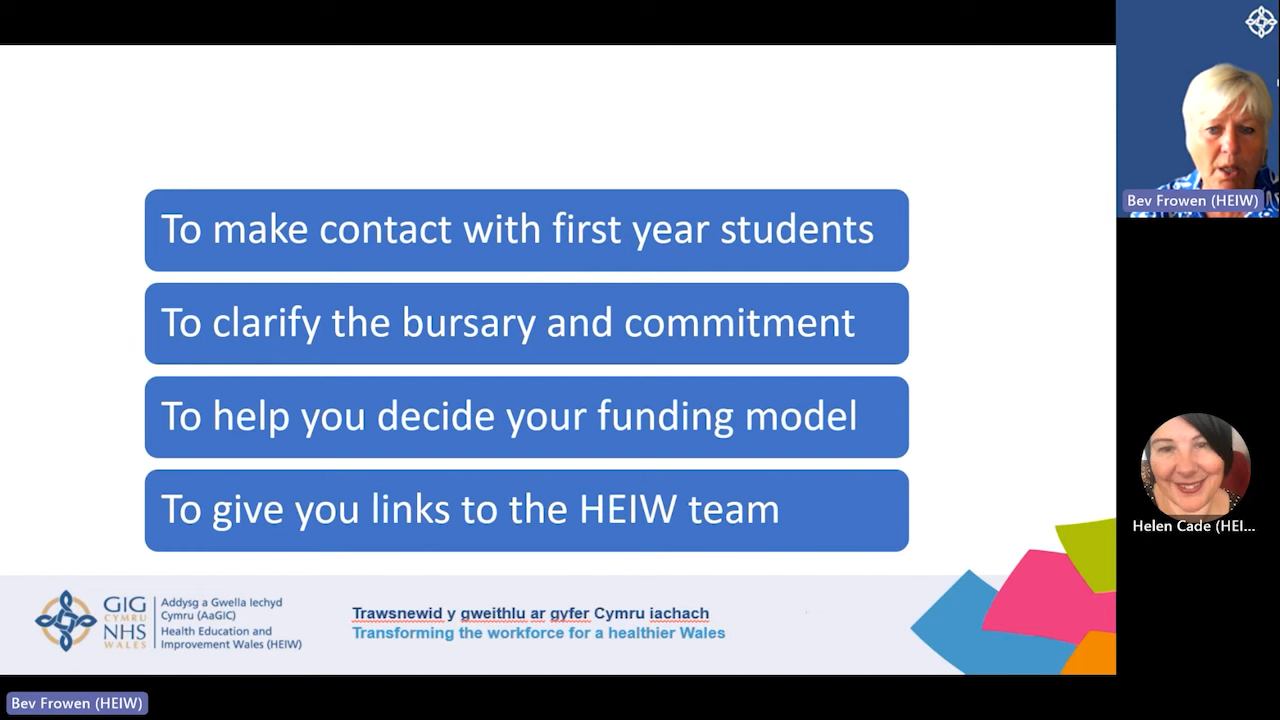 To make contact with first year students
To clarify the bursary and commitment
To help you decide your funding model
To give you links to the HEIW team
GIG
CYMRU
NHS
WALES
Addysg a Gwella Iechyd
Cymru (AaGIC)
Health Education and
Improvement Wales (HEIW)
Trawsnewid y gweithlu ar gyfer Cymru iachach
Transforming the workforce for a healthier Wales
Bev Frowen (HEIW)
Helen Cade (HEI...
Bev Frowen (HEIW)